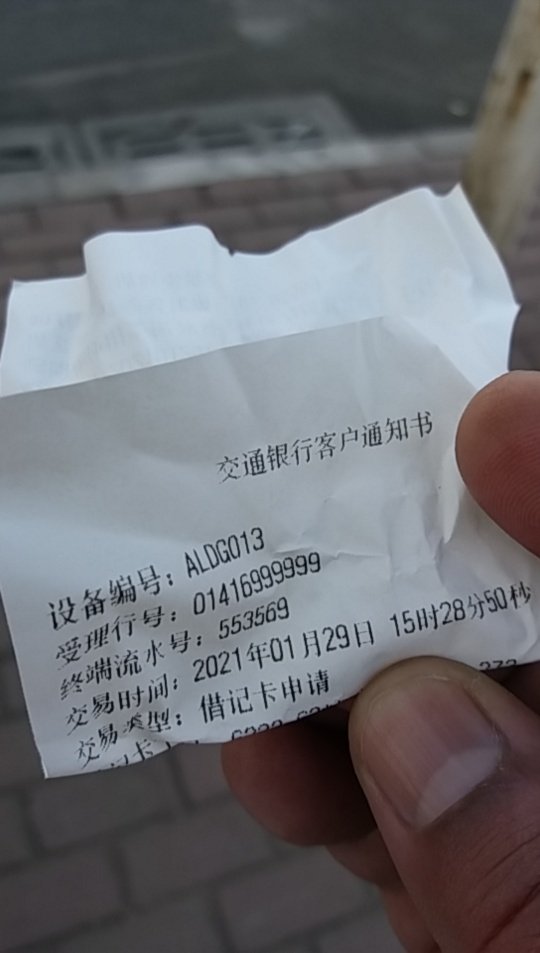 交通银行客户通知书
设备编号：ALDG013
受理行号：01416999999
终端流水号：553569
交易时间：2021年01月29日 15时28分50秒
交易类型：借记卡申请